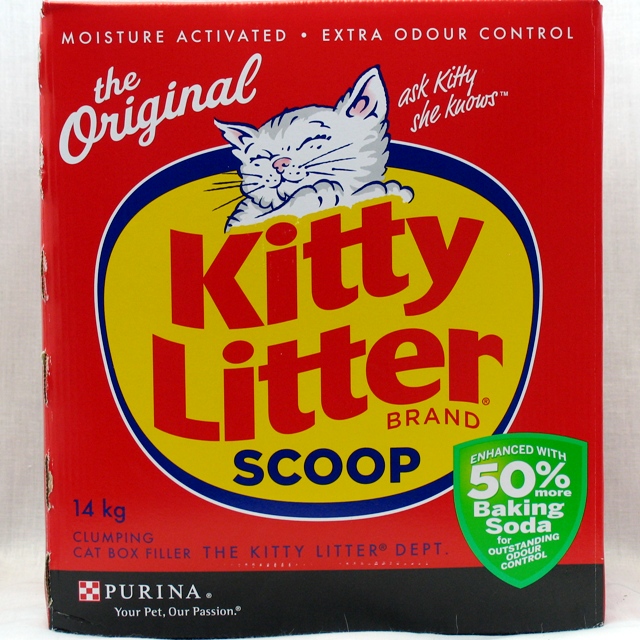 MOISTURE ACTIVATED • EXTRA ODOUR CONTROL
the
Original
ask Kitty
she knows™
Kitty
Litter®
BRAND
SCOOP
ENHANCED WITH
50%
more
Baking
Soda
for
OUTSTANDING
ODOUR
CONTROL
14 kg
CLUMPING
CAT BOX FILLER THE KITTY LITTER® DEPT.
PURINA®
Your Pet, Our Passion.®